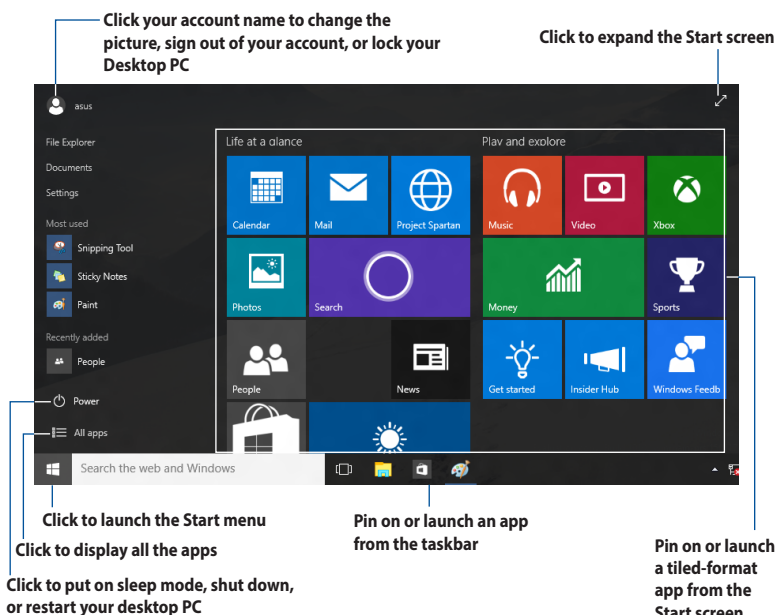 Click your account name to change the
picture, sign out of your account, or lock your
Desktop PC
Click to expand the Start screen
asus
File Explorer
Documents
Settings
Most used
Snipping Tool
Sticky Notes
Paint
Recently added
People
Power
All apps
Life at a glance
Calendar
Mail
Project Spartan
Photos
Search
People
News
Play and explore
Music
Video
Xbox
Money
Sports
Get started
Insider Hub
Windows Feedb
Search the web and Windows
Click to launch the Start menu
Click to display all the apps
Click to put on sleep mode, shut down,
or restart your desktop PC
Pin on or launch an app
from the taskbar
Pin on or launch
a tiled-format
app from the
Start screen